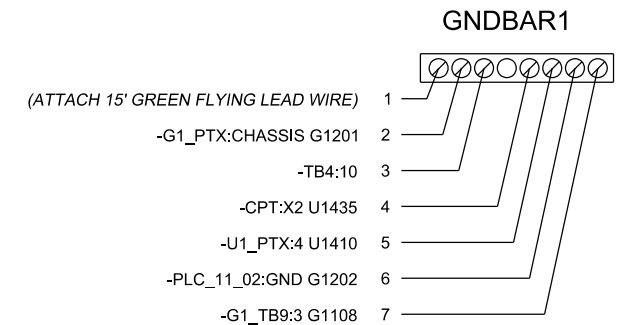 GNDBAR1
(ATTACH 15' GREEN FLYING LEAD WIRE) 1
-G1_PTX:CHASSIS G1201 2
-TB4:10 3
-CPT:X2 U1435 4
-U1_PTX:4 U1410 5
-PLC_11_02:GND G1202 6
-G1_TB9:3 G1108 7